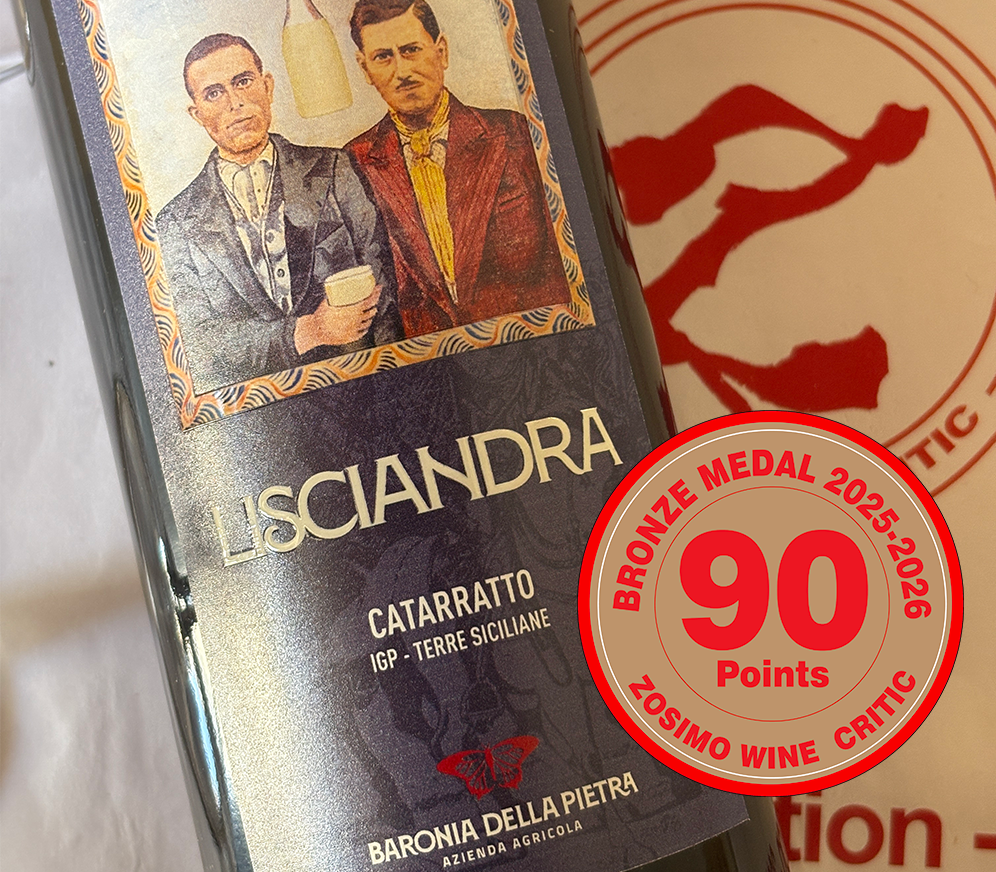 LISCIANDRA
CATARRATTO
IGP - TERRE SICILIANE
BARONIA DELLA PIETRA
AZIENDA AGRICOLA
BRONZE MEDAL 2025-2026
90
Points
ZOSIMO WINE CRITIC
TIC -
tion -